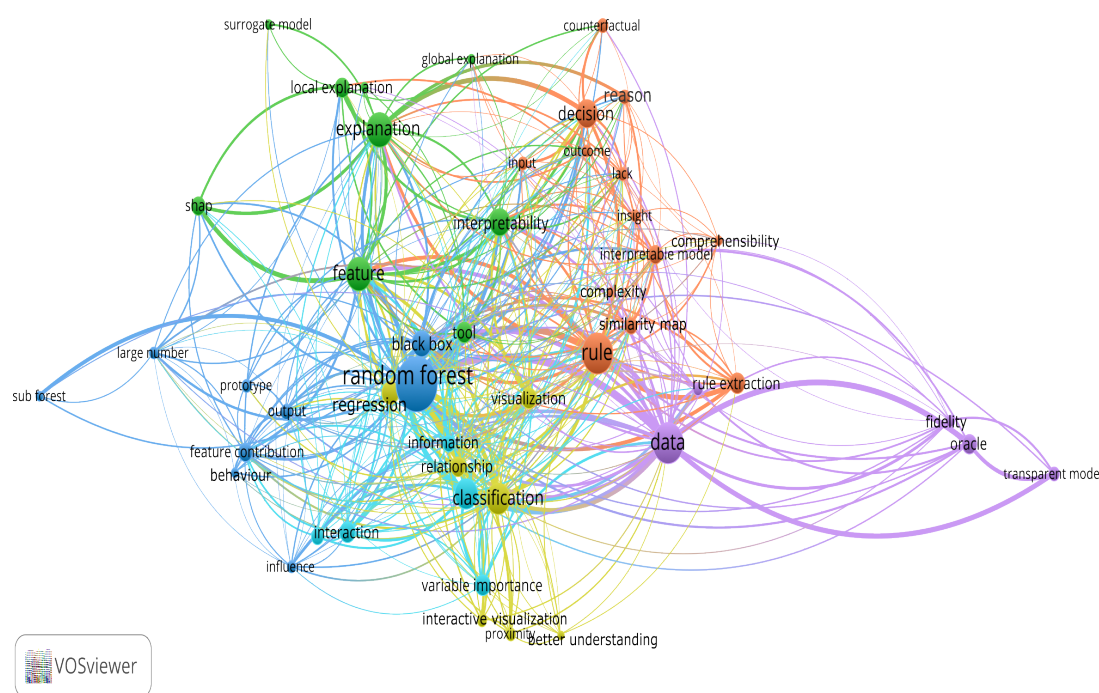 surrogate model
counterfactual
global explanation
local explanation
reason
decision
explanation
outcome
input
lack
shap
insight
interpretability
comprehensibility
interpretable model
feature
complexity
similarity map
tool
black box
large number
rule
random forest
rule extraction
prototype
sub forest
visualization
regression
output
fidelity
information
data
oracle
feature contribution
relationship
behaviour
transparent mode
classification
interaction
influence
variable importance
interactive visualization
proximity
better understanding
VOSviewer